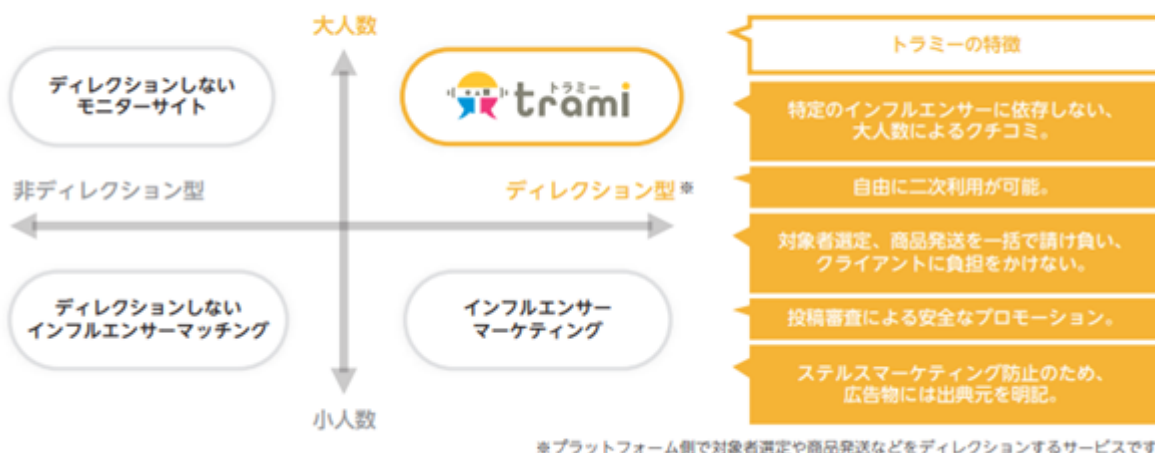 大人数
ディレクションしない
モニターサイト
トラミー
trami
非ディレクション型
ディレクション型※
ディレクションしない
インフルエンサーマッチング
インフルエンサー
マーケティング
小人数
トラミーの特徴
特定のインフルエンサーに依存しない、
大人数によるクチコミ。
自由に二次利用が可能。
対象者選定、商品発送を一括で請け負い、
クライアントに負担をかけない。
投稿審査による安全なプロモーション。
ステルスマーケティング防止のため、
広告物には出典元を明記。
※プラットフォーム側で対象者選定や商品発送などをディレクションするサービスです